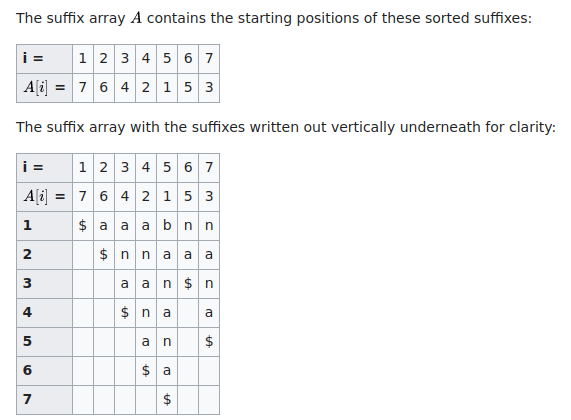 The suffix array A contains the starting positions of these sorted suffixes:
i = 1 2 3 4 5 6 7
A[i] = 7 6 4 2 1 5 3
The suffix array with the suffixes written out vertically underneath for clarity:
i = 1 2 3 4 5 6 7
A[i] = 7 6 4 2 1 5 3
1 $ a a a b n n
2 $ n n a a a
3 a a n $ n
4 $ n a a
5 a n $
6 $ a
7 $